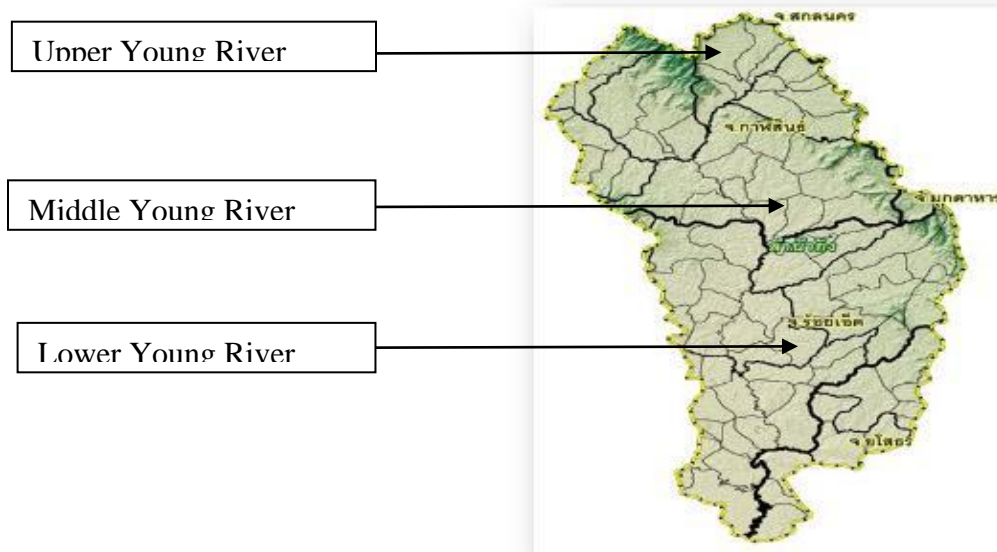 Upper Young River
จ.สกลนคร
จ.กาฬสินธุ์
Middle Young River
จ.มุกดาหาร
Lower Young River
จ.ร้อยเอ็ด
จ.ยโสธร